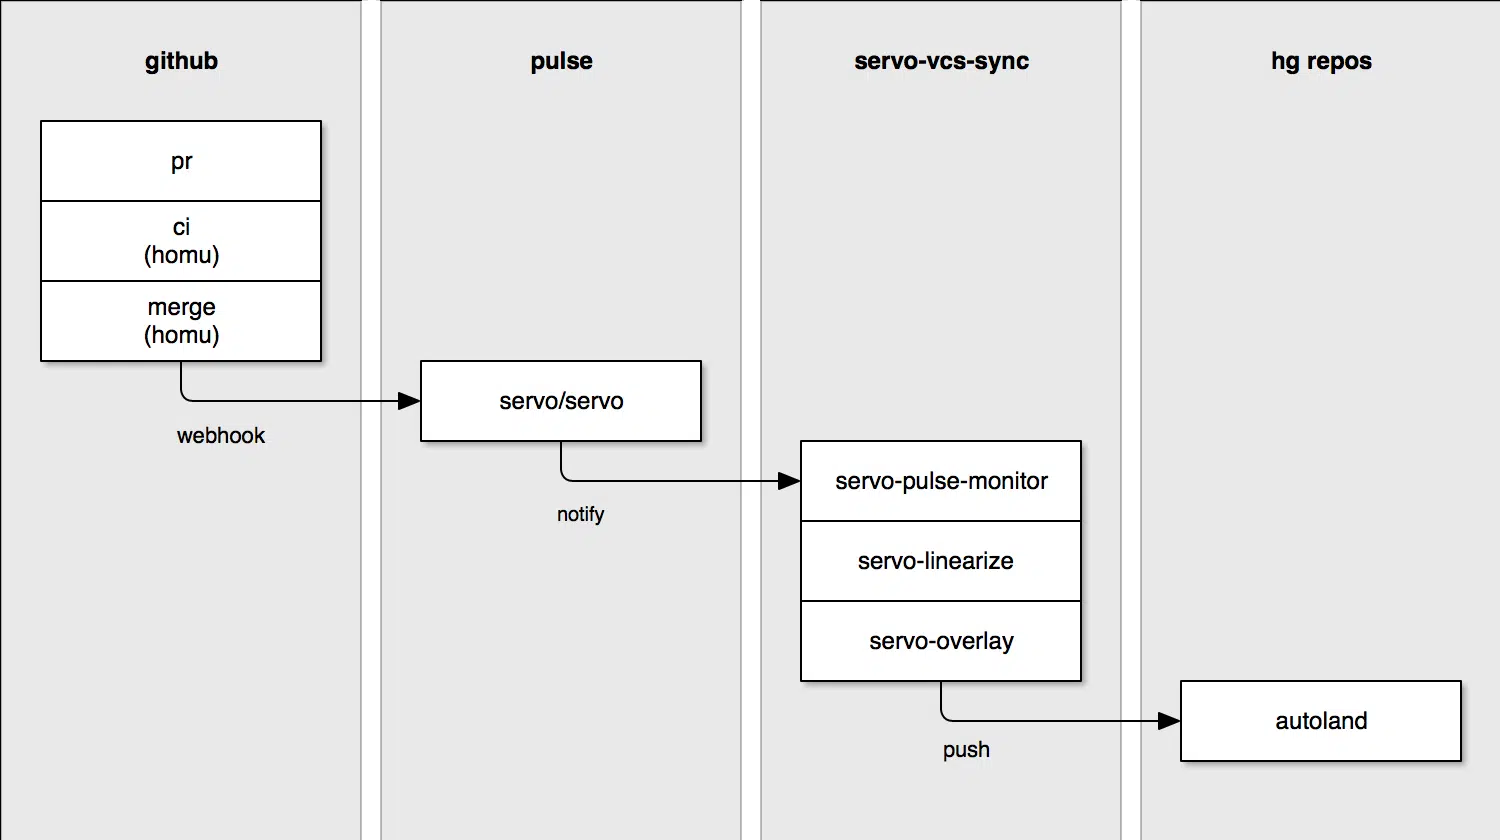 github
pulse
servo-vcs-sync
hg repos
pr
ci
(homu)
merge
(homu)
webhook
servo/servo
notify
servo-pulse-monitor
servo-linearize
servo-overlay
push
autoland